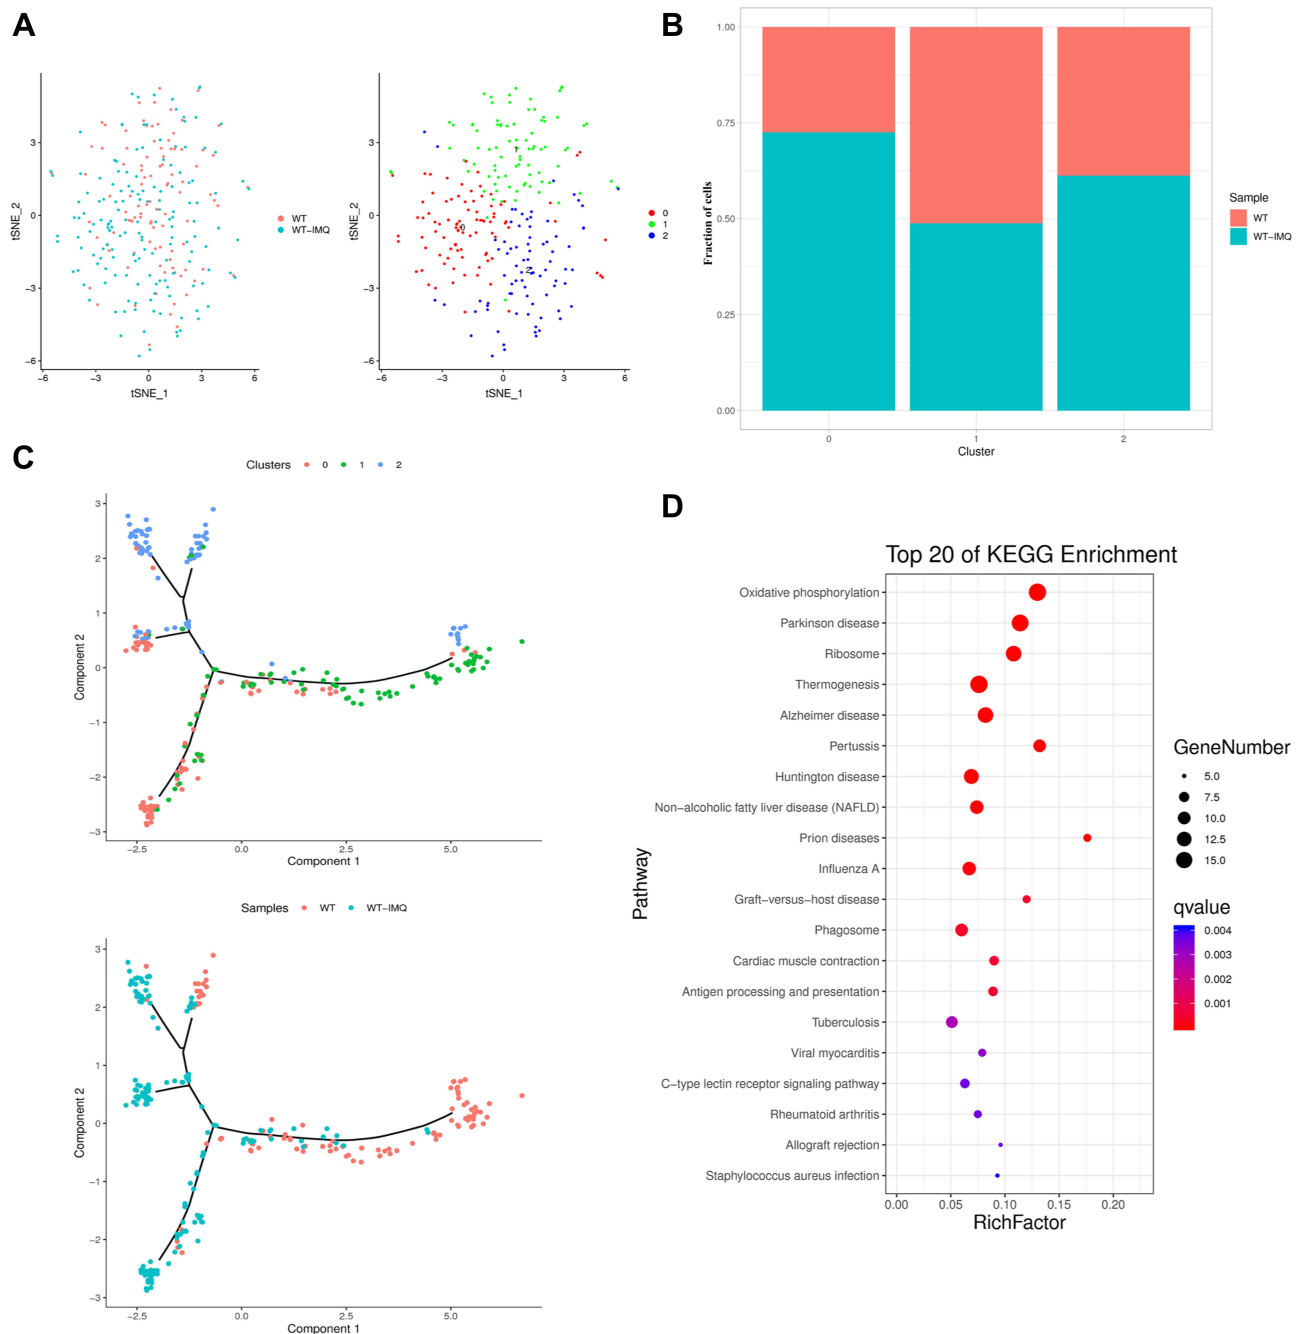 A
3
0
−3
−6
tSNE_2
−6 −3 0 3 6
tSNE_1
WT
WT−IMQ
3
0
−3
−6
tSNE_2
1
0
2
−6 −3 0 3 6
tSNE_1
0
1
2
B
1.00
0.75
0.50
0.25
0.00
Fraction of cells
0 1 2
Cluster
Sample
WT
WT−IMQ
C
Clusters 0 1 2
3
2
1
0
−1
−2
−3
Component 2
−2.5 0.0 2.5 5.0
Component 1
Samples WT WT−IMQ
3
2
1
0
−1
−2
−3
Component 2
−2.5 0.0 2.5 5.0
Component 1
D
Top 20 of KEGG Enrichment
Pathway
Oxidative phosphorylation
Parkinson disease
Ribosome
Thermogenesis
Alzheimer disease
Pertussis
Huntington disease
Non−alcoholic fatty liver disease (NAFLD)
Prion diseases
Influenza A
Graft−versus−host disease
Phagosome
Cardiac muscle contraction
Antigen processing and presentation
Tuberculosis
Viral myocarditis
C−type lectin receptor signaling pathway
Rheumatoid arthritis
Allograft rejection
Staphylococcus aureus infection
0.00 0.05 0.10 0.15 0.20
RichFactor
GeneNumber
5.0
7.5
10.0
12.5
15.0
qvalue
0.004
0.003
0.002
0.001